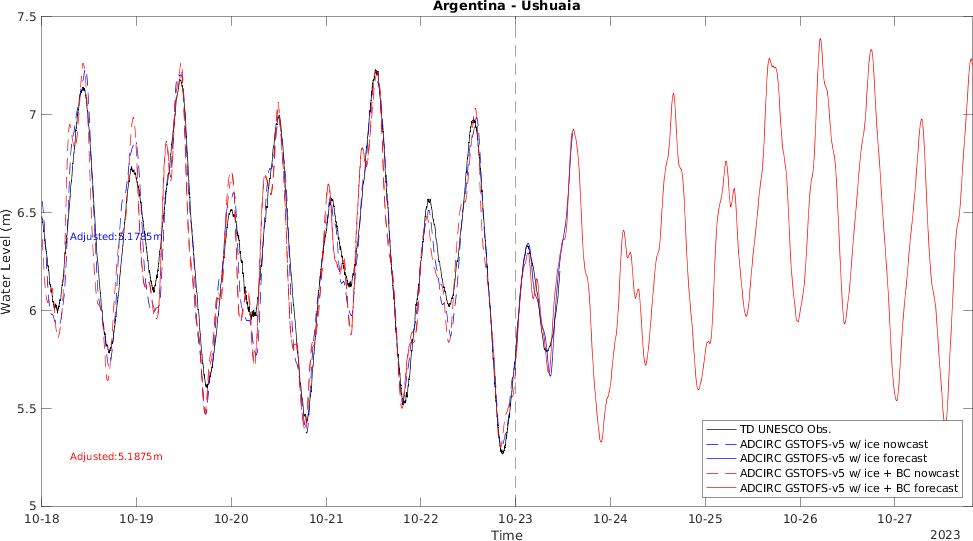 Argentina - Ushuaia
7.5
7
6.5
6
5.5
5
Water Level (m)
Adjusted:5.1785m
Adjusted:5.1875m
TD UNESCO Obs.
ADCIRC GSTOFS-v5 w/ ice nowcast
ADCIRC GSTOFS-v5 w/ ice forecast
ADCIRC GSTOFS-v5 w/ ice + BC nowcast
ADCIRC GSTOFS-v5 w/ ice + BC forecast
10-18 10-19 10-20 10-21 10-22 10-23 10-24 10-25 10-26 10-27
Time
2023